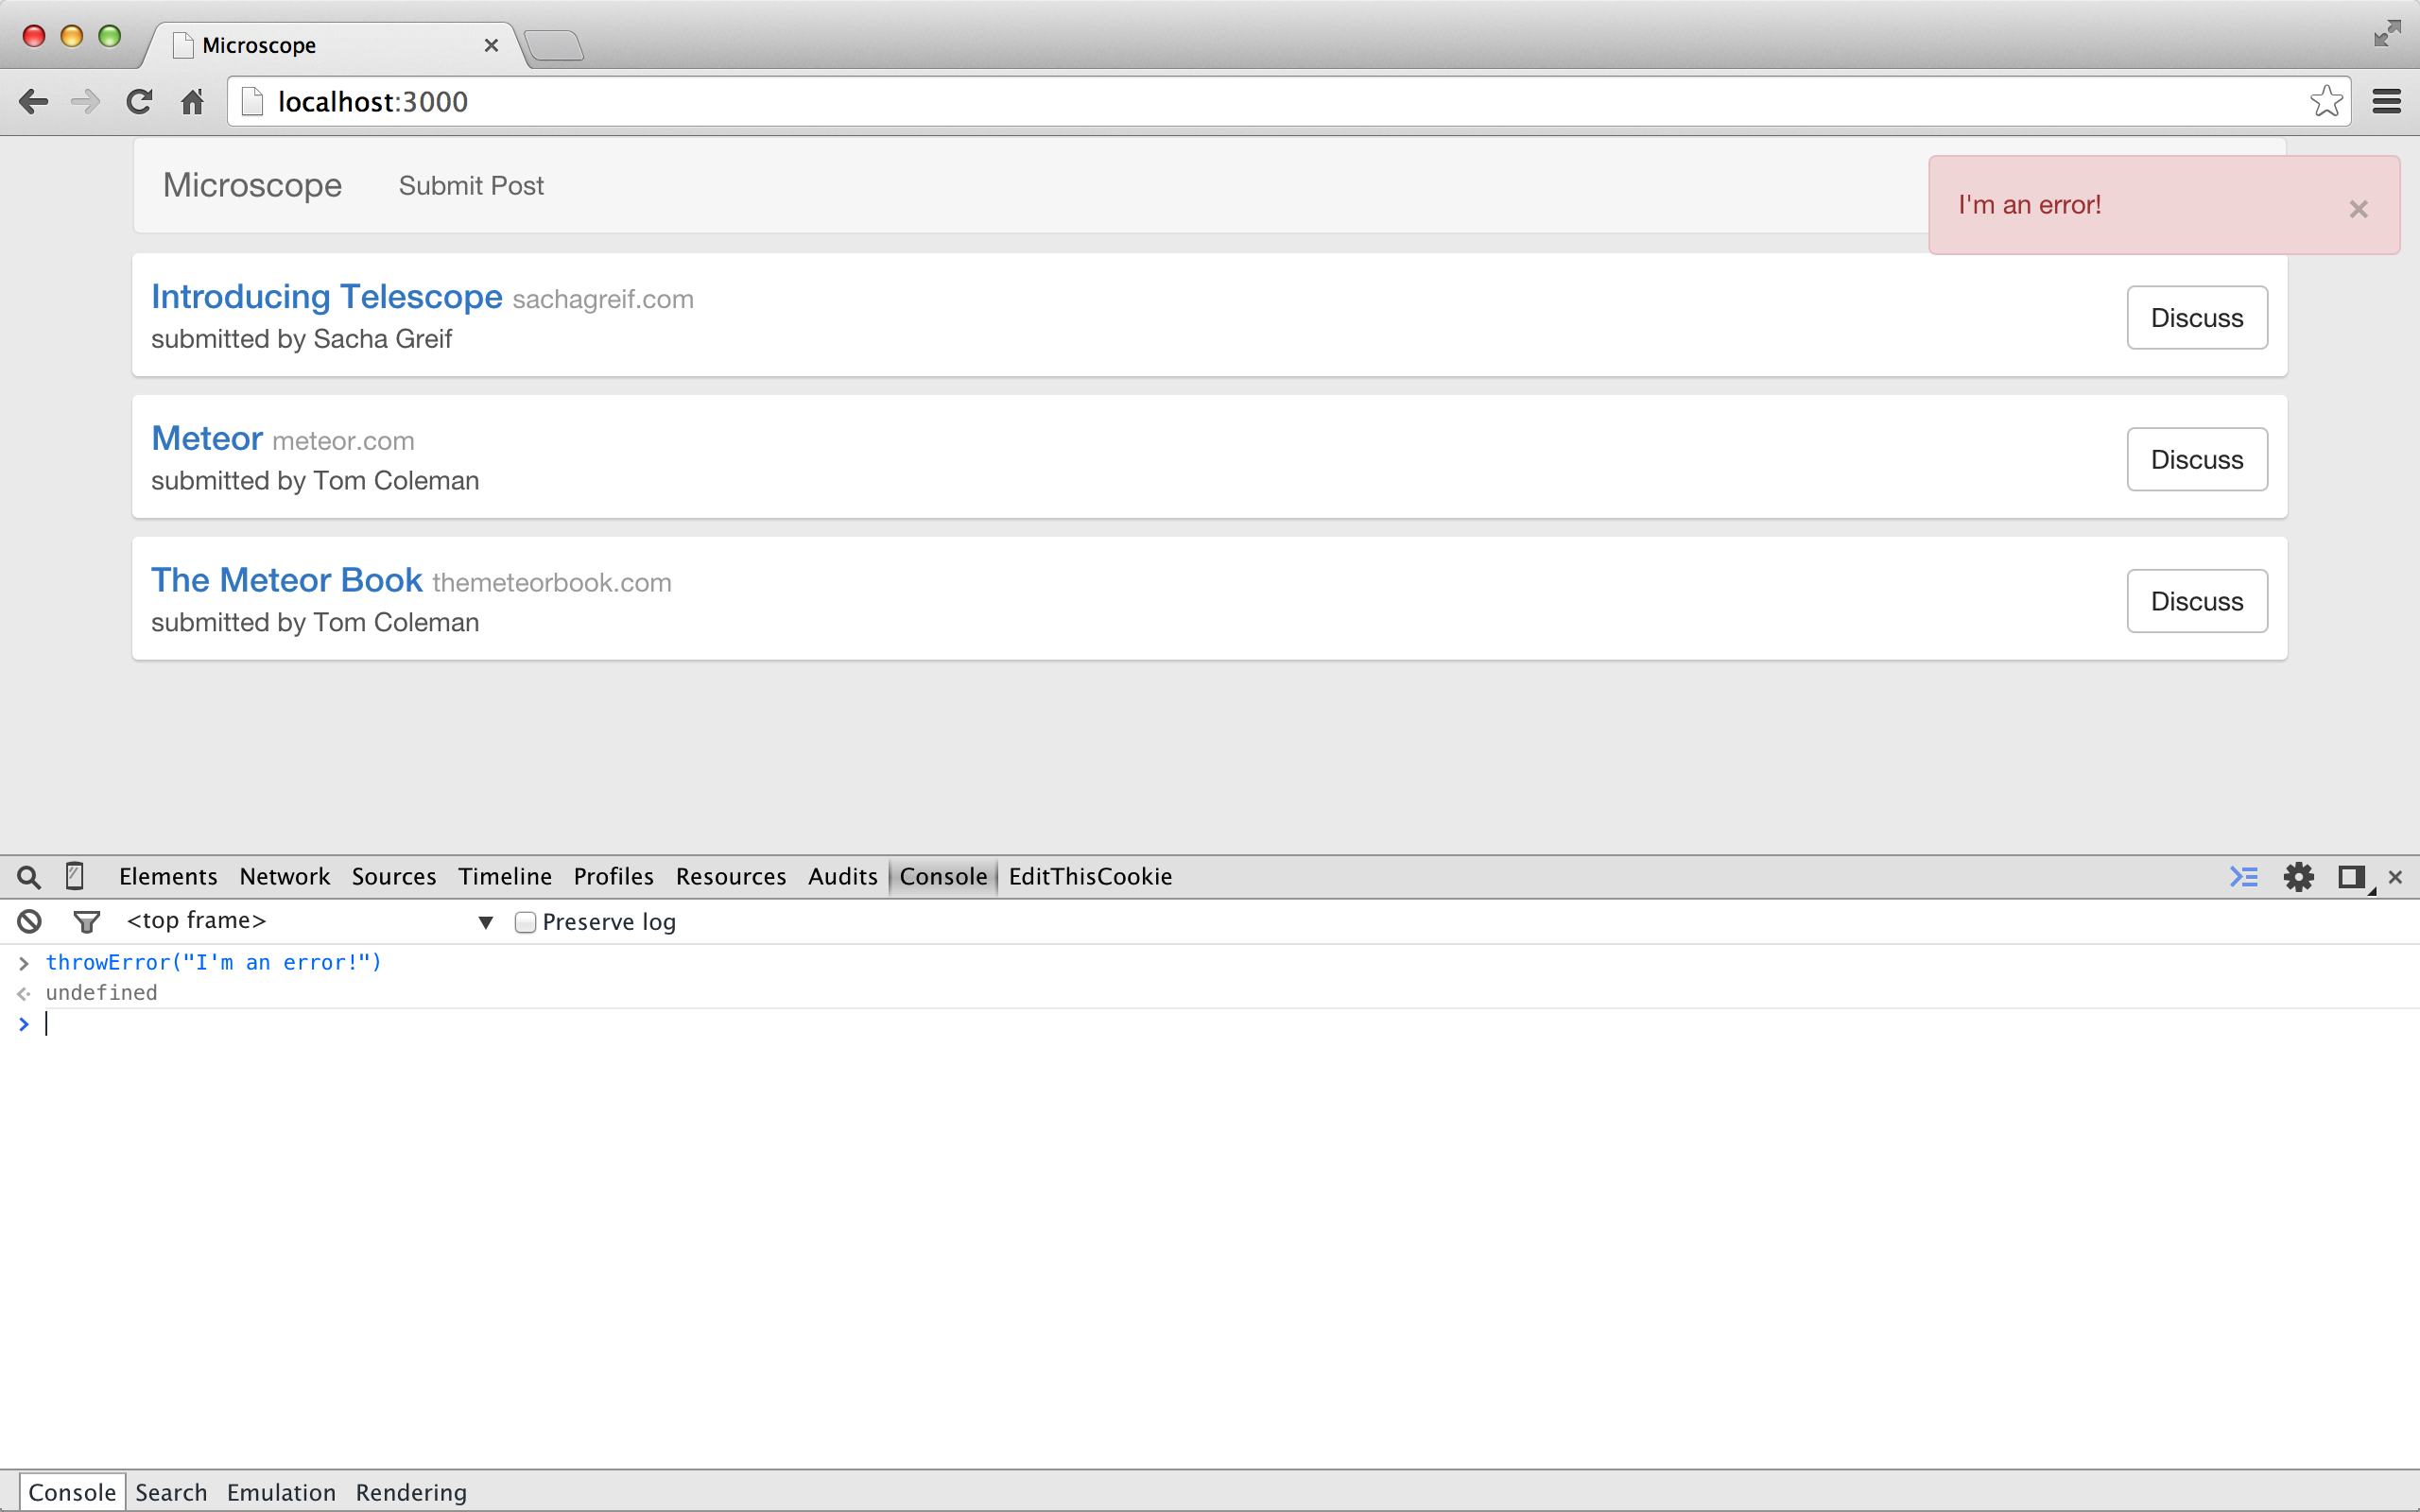 Microscope
localhost:3000
Microscope Submit Post
I'm an error! ×
Introducing Telescope sachagreif.com
submitted by Sacha Greif
Discuss
Meteor meteor.com
submitted by Tom Coleman
Discuss
The Meteor Book themeteorbook.com
submitted by Tom Coleman
Discuss
Elements Network Sources Timeline Profiles Resources Audits Console EditThisCookie
<top frame> Preserve log
throwError("I'm an error!")
undefined
Console Search Emulation Rendering